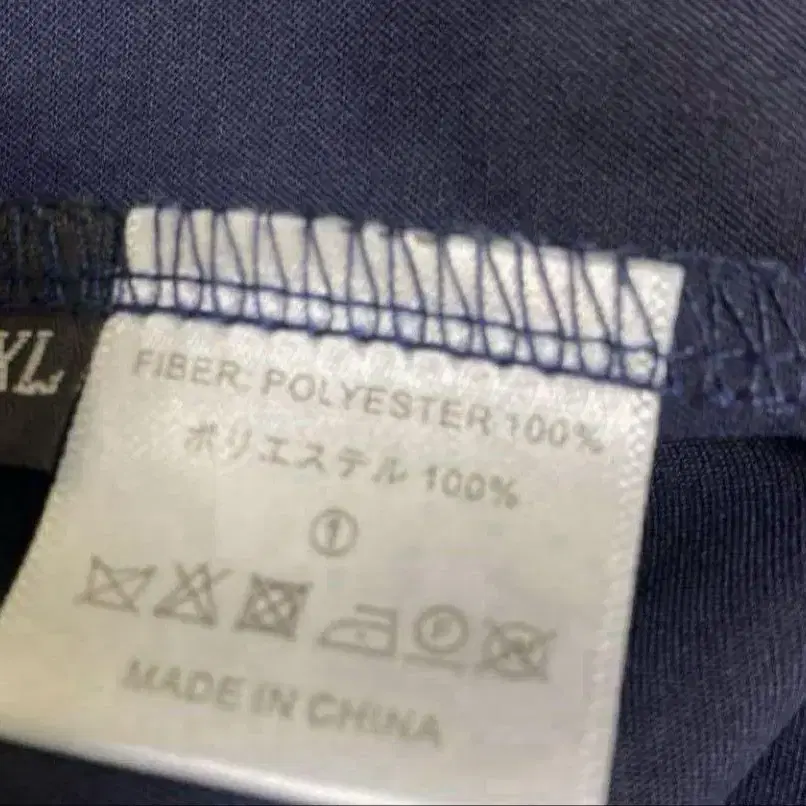 XL
FIBER: POLYESTER 100%
ポリエステル 100%
①
P
MADE IN CHINA